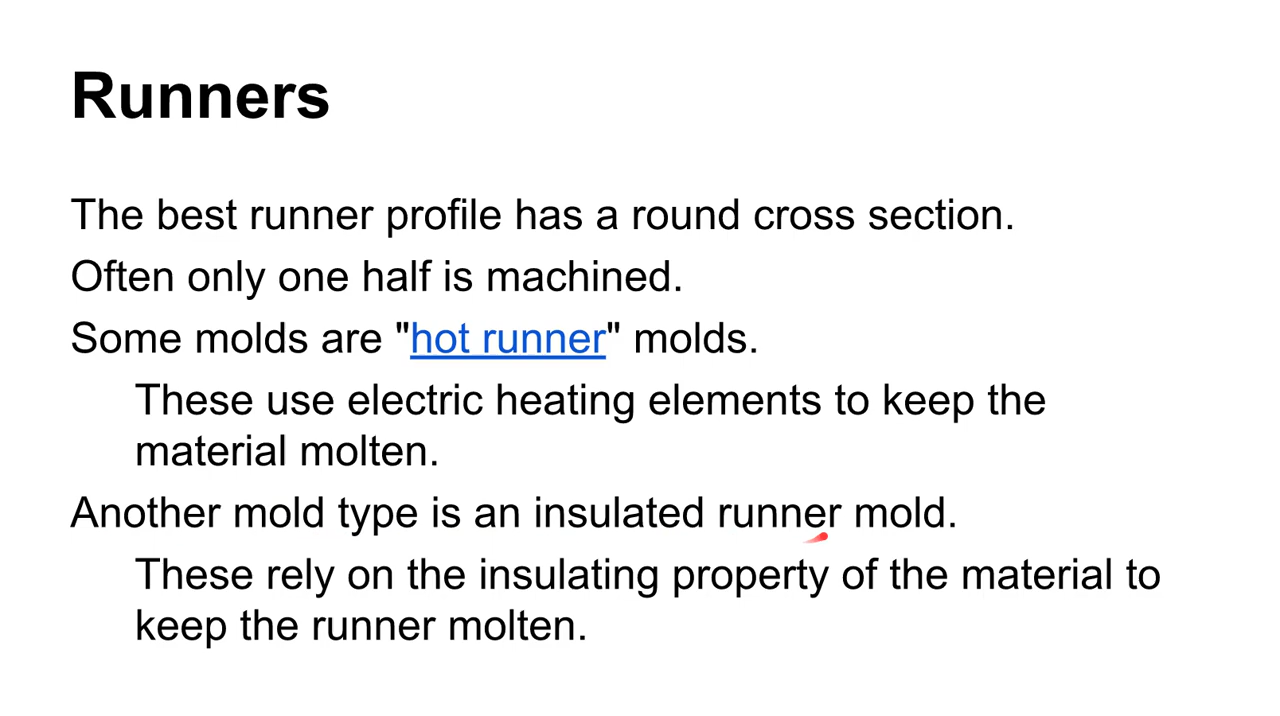 Runners
The best runner profile has a round cross section.
Often only one half is machined.
Some molds are "hot runner" molds.
These use electric heating elements to keep the
material molten.
Another mold type is an insulated runner mold.
These rely on the insulating property of the material to
keep the runner molten.